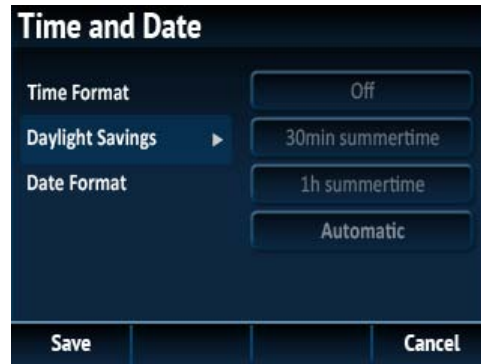 Time and Date
Time Format
Off
Daylight Savings
30min summertime
Date Format
1h summertime
Automatic
Save
Cancel